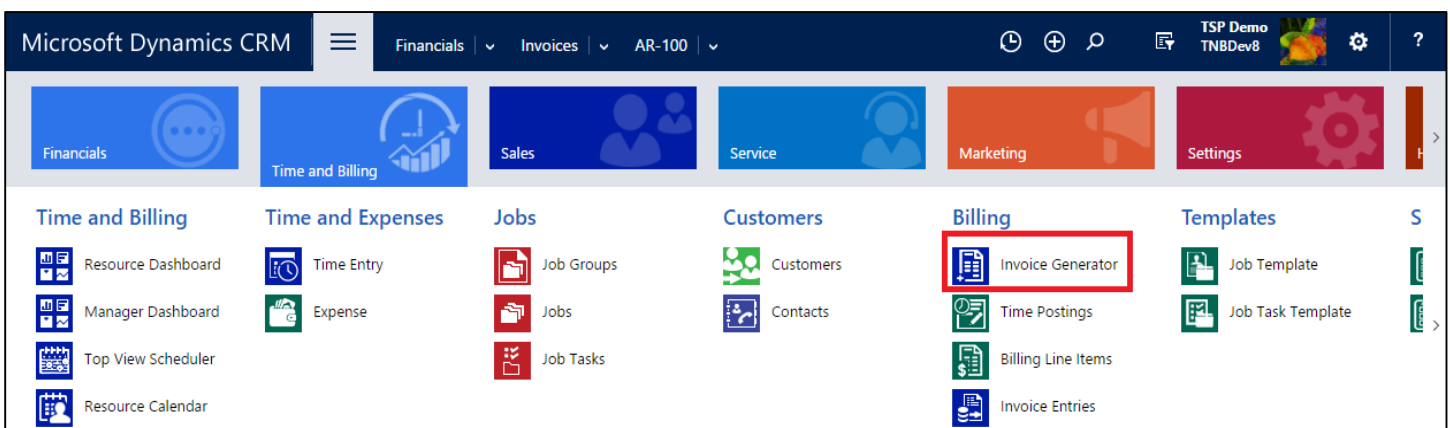 Microsoft Dynamics CRM Financials Invoices AR-100 TSP Demo
TNBDev8 ?
Financials Time and Billing Sales Service Marketing Settings H
Time and Billing Time and Expenses Jobs Customers Billing Templates S
Resource Dashboard Time Entry Job Groups Customers Invoice Generator Job Template
Manager Dashboard Expense Jobs Contacts Time Postings Job Task Template
Top View Scheduler Job Tasks Billing Line Items
Resource Calendar Invoice Entries